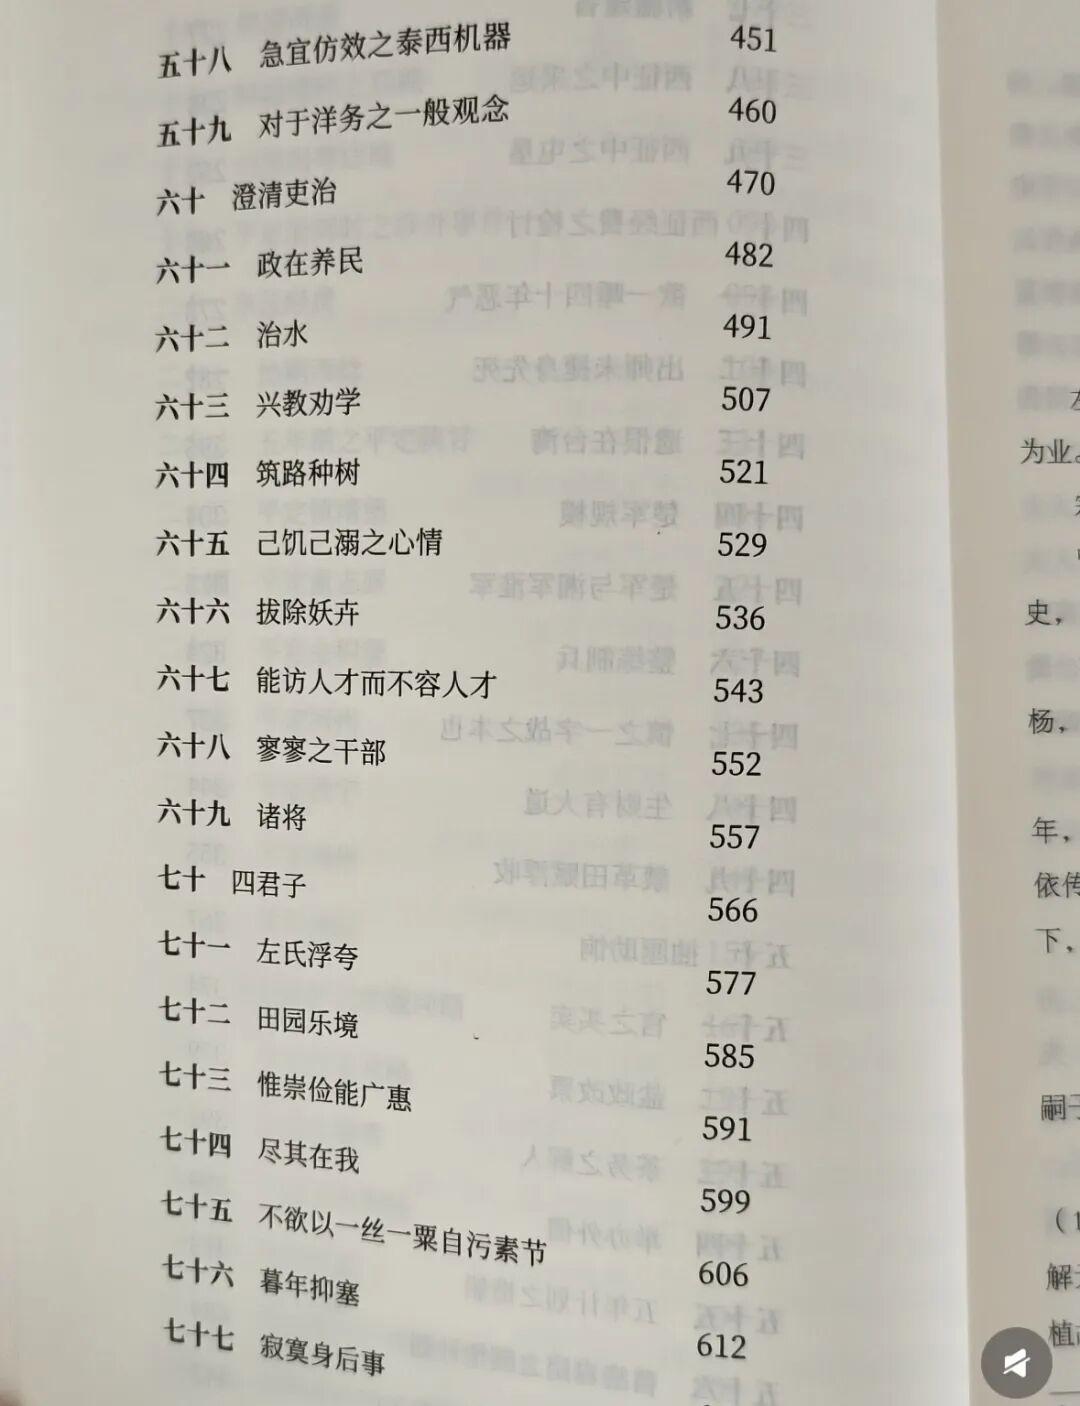 五十八 急宜仿效之泰西机器 451
五十九 对于洋务之一般观念 460
六十 澄清吏治 470
六十一 政在养民 482
六十二 治水 491
六十三 兴教劝学 507
六十四 筑路种树 521
六十五 己饥己溺之心情 529
六十六 拔除妖卉 536
六十七 能访人才而不容人才 543
六十八 寥寥之干部 552
六十九 诸将 557
七十 四君子 566
七十一 左氏浮夸 577
七十二 田园乐境 585
七十三 惟崇俭能广惠 591
七十四 尽其在我 599
七十五 不欲以一丝一粟自污素节 606
七十六 暮年抑塞 612
七十七 寂寞身后事
为业。
史，
杨，
年，
依传
下，
嗣子
（1
解元
植